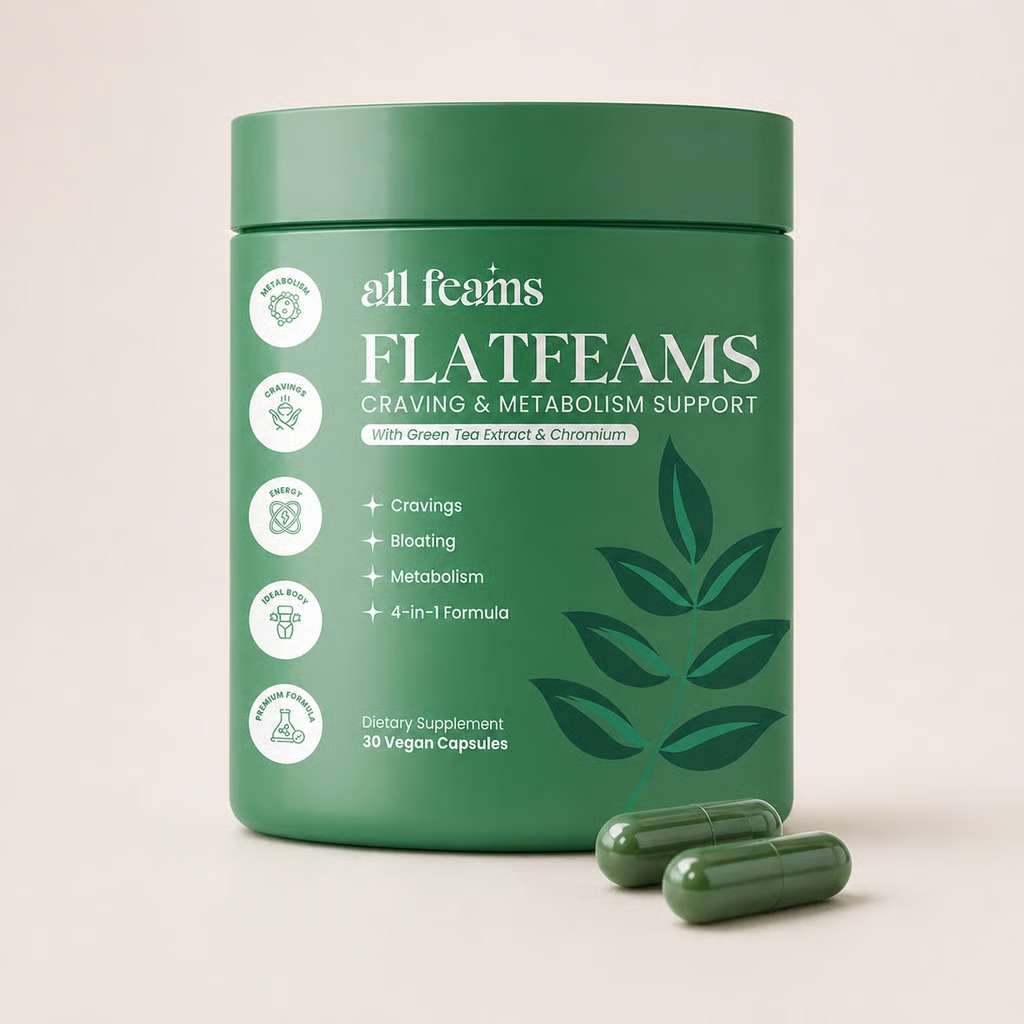 all feams
FLATFEAMS
CRAVING & METABOLISM SUPPORT
With Green Tea Extract & Chromium
METABOLISM
CRAVINGS
ENERGY
IDEAL BODY
PREMIUM FORMULA
Cravings
Bloating
Metabolism
4-in-1 Formula
Dietary Supplement
30 Vegan Capsules